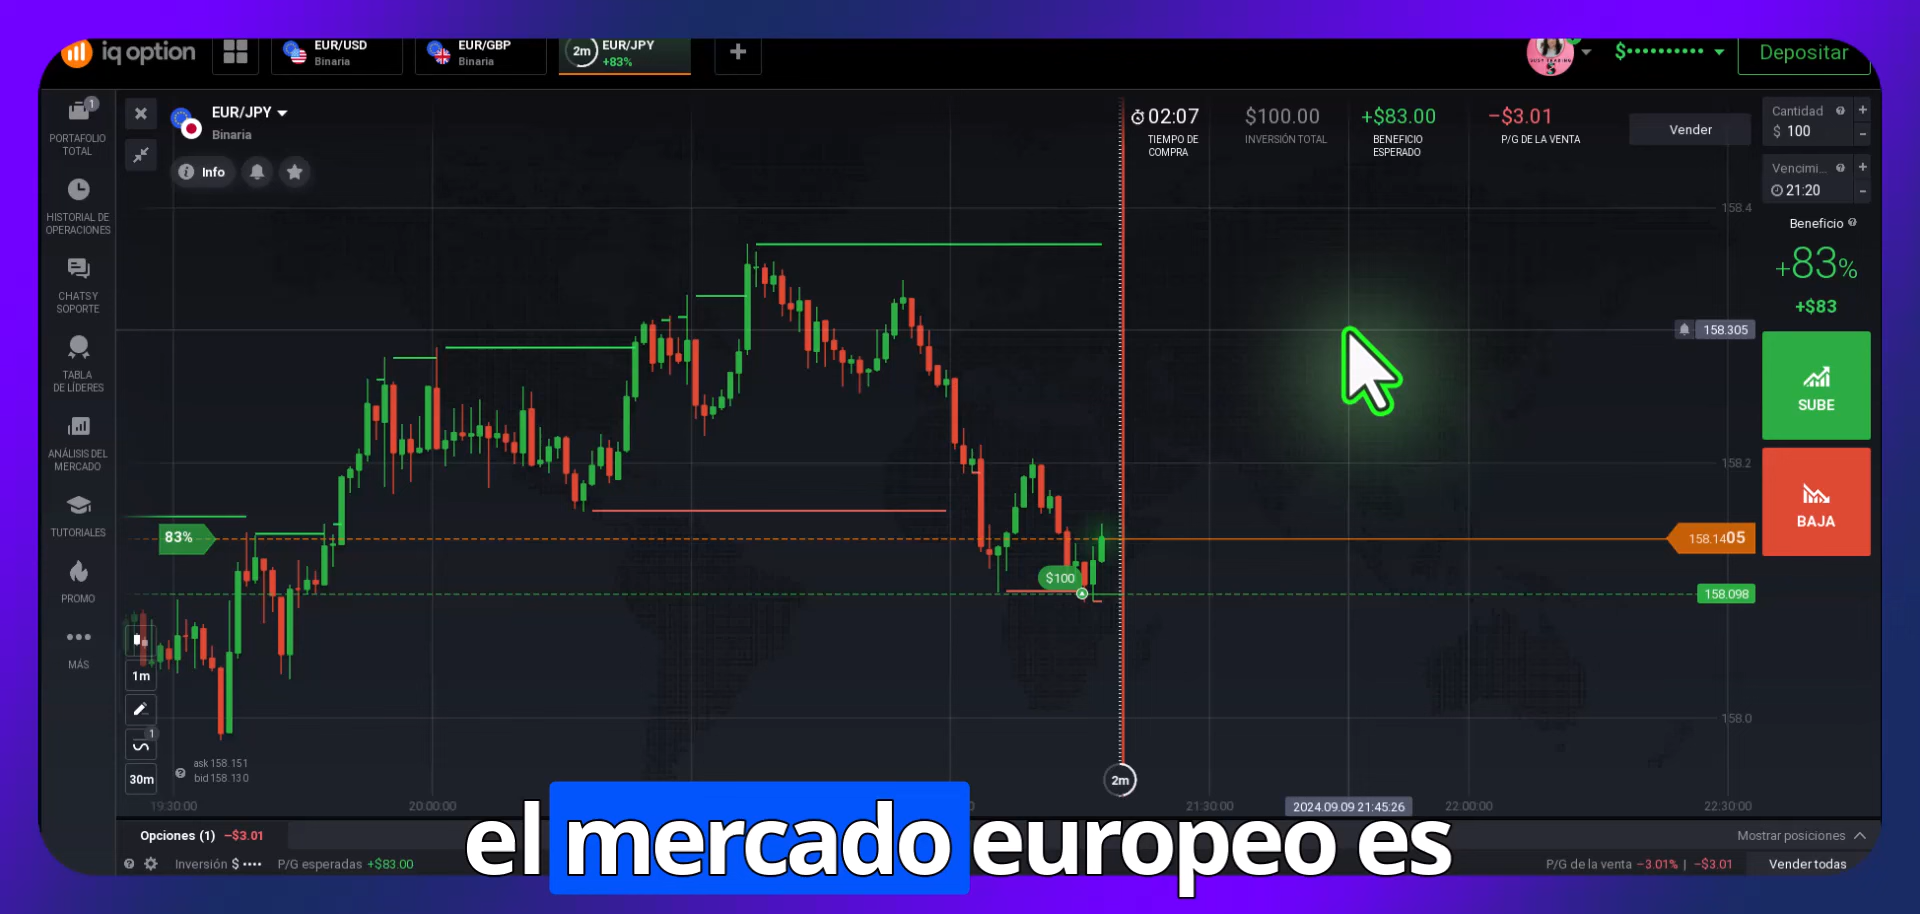 iq option
EUR/USD
Binaria
EUR/GBP
Binaria
2m
EUR/JPY
+83%
+
$••••••••••
Depositar
1
PORTAFOLIO
TOTAL
HISTORIAL DE
OPERACIONES
CHATS Y
SOPORTE
TABLA
DE LÍDERES
ANÁLISIS DEL
MERCADO
TUTORIALES
PROMO
MÁS
EUR/JPY
Binaria
Info
02:07
TIEMPO DE
COMPRA
$100.00
INVERSIÓN TOTAL
+$83.00
BENEFICIO
ESPERADO
−$3.01
P/G DE LA VENTA
Vender
Cantidad
$ 100
Vencimi...
21:20
Beneficio
+83%
+$83
SUBE
BAJA
158.4
158.305
158.2
158.1405
158.098
158.0
83%
$100
1m
1
30m
ask 158.151
bid 158.130
2m
19:30:00
20:00:00
21:30:00
2024.09.09 21:45:26
22:00:00
22:30:00
Opciones (1) −$3.01
Mostrar posiciones
el mercado europeo es
Inversión $ ••••
P/G esperadas +$83.00
P/G de la venta −3.01% | −$3.01
Vender todas